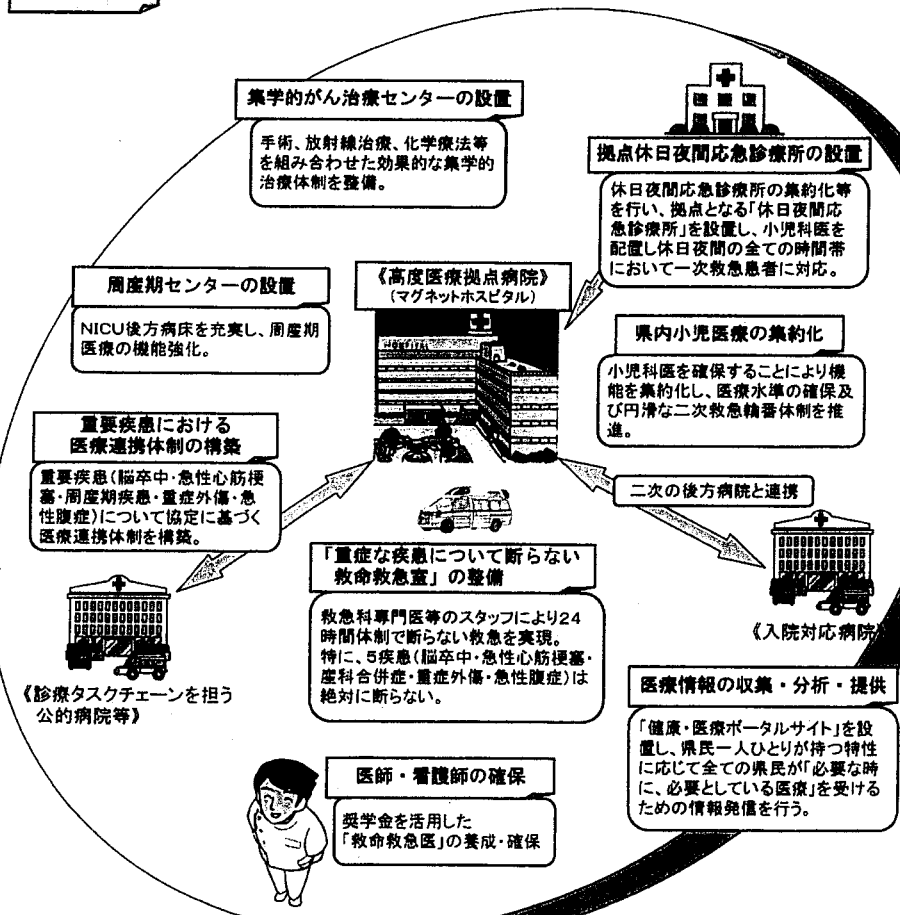 集学的がん治療センターの設置
手術、放射線治療、化学療法等
を組み合わせた効果的な集学的
治療体制を整備。
拠点休日夜間応急診療所の設置
休日夜間応急診療所の集約化等
を行い、拠点となる「休日夜間応
急診療所」を設置し、小児科医を
配置し休日夜間の全ての時間帯
において一次救急患者に対応。
周産期センターの設置
NICU後方病床を充実し、周産期
医療の機能強化。
《高度医療拠点病院》
(マグネットホスピタル)
HOSPITAL
県内小児医療の集約化
小児科医を確保することにより機
能を集約化し、医療水準の確保及
び円滑な二次救急輪番体制を推
進。
重要疾患における
医療連携体制の構築
重要疾患(脳卒中・急性心筋梗
塞・周産期疾患・重症外傷・急
性腹症)について協定に基づく
医療連携体制を構築。
二次の後方病院と連携
「重症な疾患について断らない
救命救急室」の整備
救急科専門医等のスタッフにより24
時間体制で断らない救急を実現。
特に、5疾患(脳卒中・急性心筋梗塞・
産科合併症・重症外傷・急性腹症)は
絶対に断らない。
《入院対応病院》
《診療タスクチェーンを担う
公的病院等》
医療情報の収集・分析・提供
「健康・医療ポータルサイト」を設
置し、県民一人ひとりが持つ特性
に応じて全ての県民が「必要な時
に、必要としている医療」を受ける
ための情報発信を行う。
医師・看護師の確保
奨学金を活用した
「救命救急医」の養成・確保